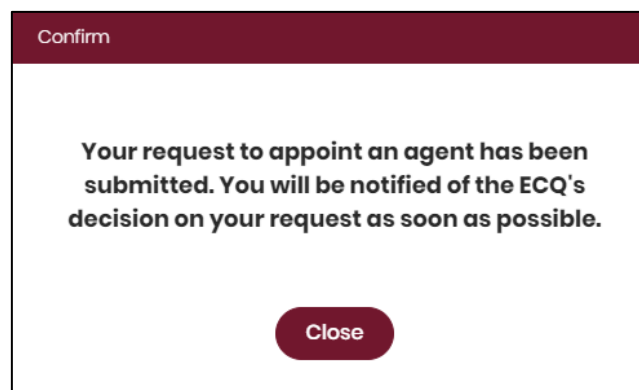 Confirm
Your request to appoint an agent has been
submitted. You will be notified of the ECQ's
decision on your request as soon as possible.
Close